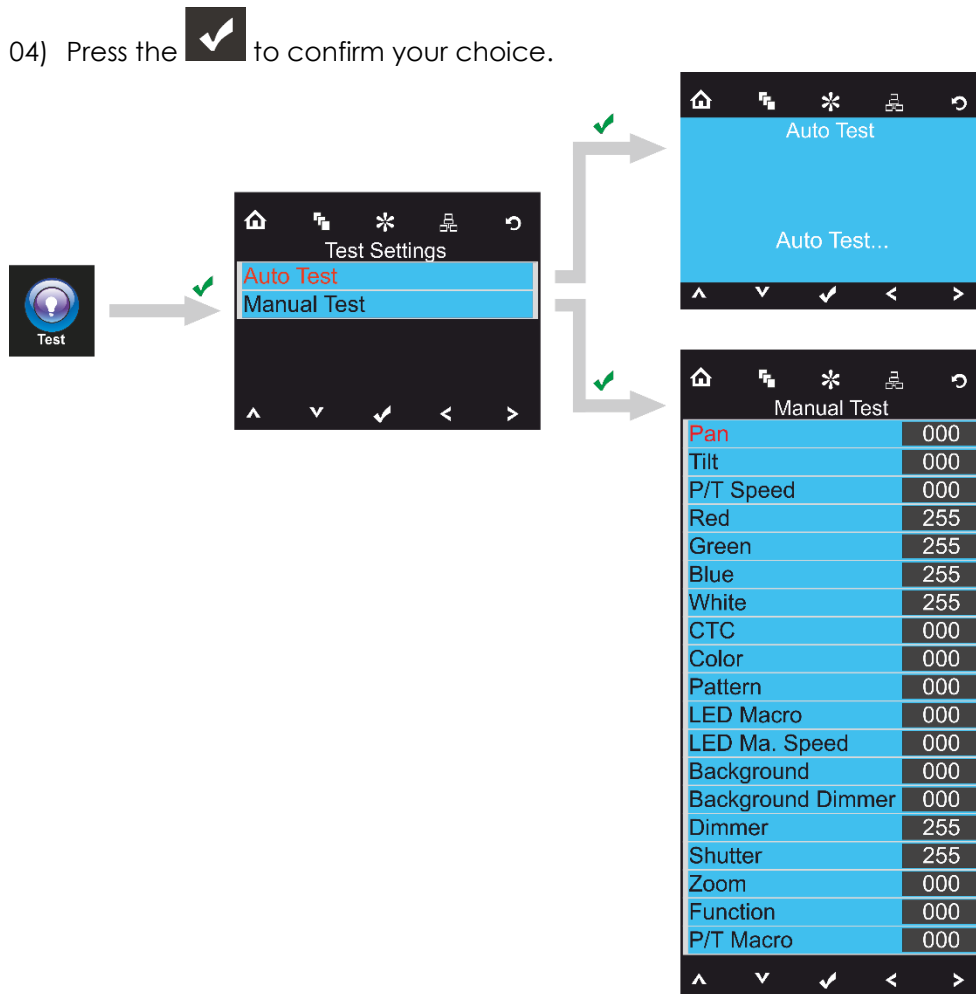 04) Press the to confirm your choice.
Test
Test Settings
Auto Test
Manual Test
Auto Test
Auto Test...
Manual Test
Pan 000
Tilt 000
P/T Speed 000
Red 255
Green 255
Blue 255
White 255
CTC 000
Color 000
Pattern 000
LED Macro 000
LED Ma. Speed 000
Background 000
Background Dimmer 000
Dimmer 255
Shutter 255
Zoom 000
Function 000
P/T Macro 000